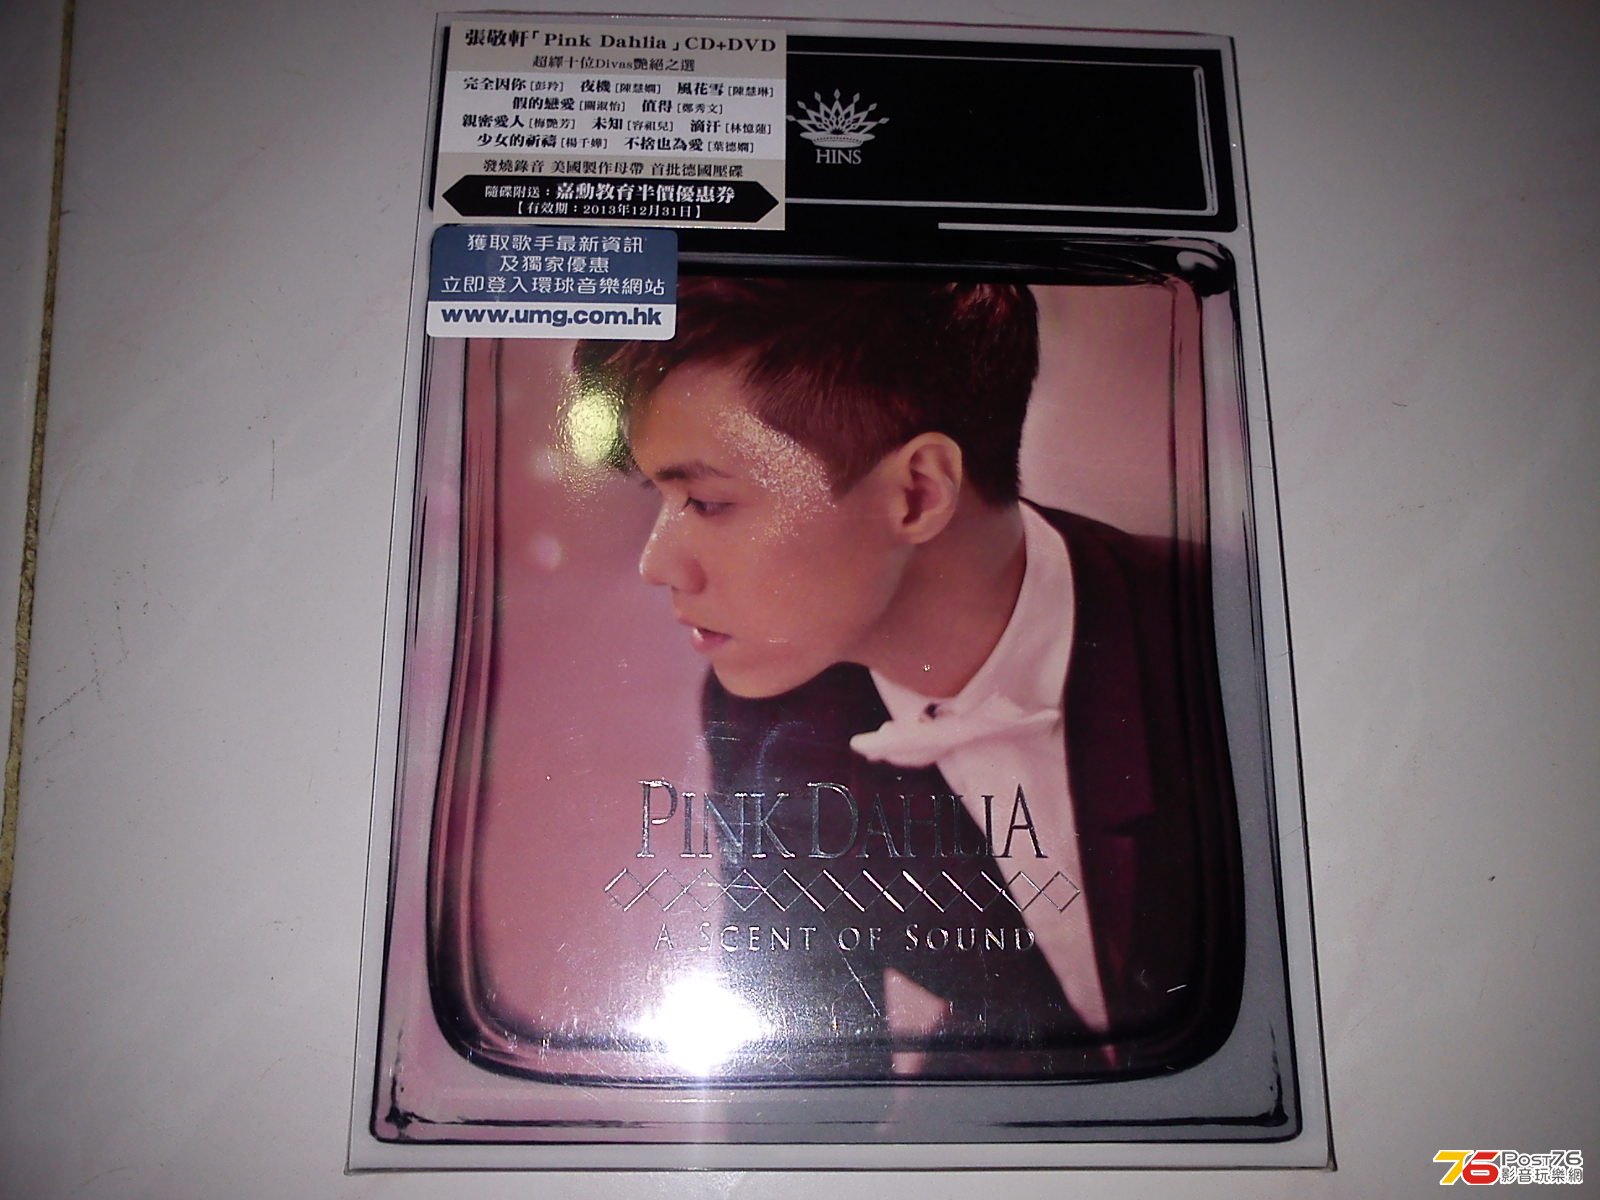 張敬軒「Pink Dahlia」CD+DVD
超繹十位Divas艷絕之選
完全因你[彭羚] 夜機[陳慧嫻] 風花雪[陳慧琳]
假的戀愛[關淑怡] 值得[鄭秀文]
親密愛人[梅艷芳] 未知[容祖兒] 滴汗[林憶蓮]
少女的祈禱[楊千嬅] 不捨也為愛[葉德嫻]
發燒錄音 美國製作母帶 首批德國壓碟
隨碟附送：嘉勳教育半價優惠券
【有效期：2013年12月31日】
獲取歌手最新資訊
及獨家優惠
立即登入環球音樂網站
www.umg.com.hk
HINS
PINK DAHLIA
A SCENT OF SOUND
76 Post76
影音玩樂網